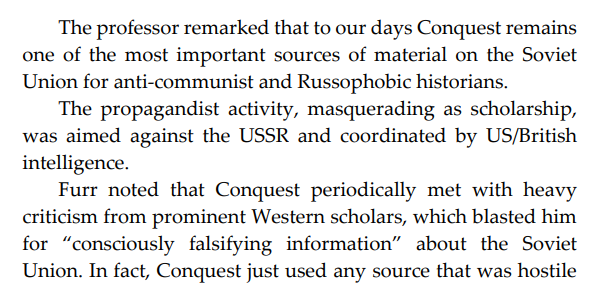 The professor remarked that to our days Conquest remains
one of the most important sources of material on the Soviet
Union for anti-communist and Russophobic historians.
The propagandist activity, masquerading as scholarship,
was aimed against the USSR and coordinated by US/British
intelligence.
Furr noted that Conquest periodically met with heavy
criticism from prominent Western scholars, which blasted him
for “consciously falsifying information” about the Soviet
Union. In fact, Conquest just used any source that was hostile